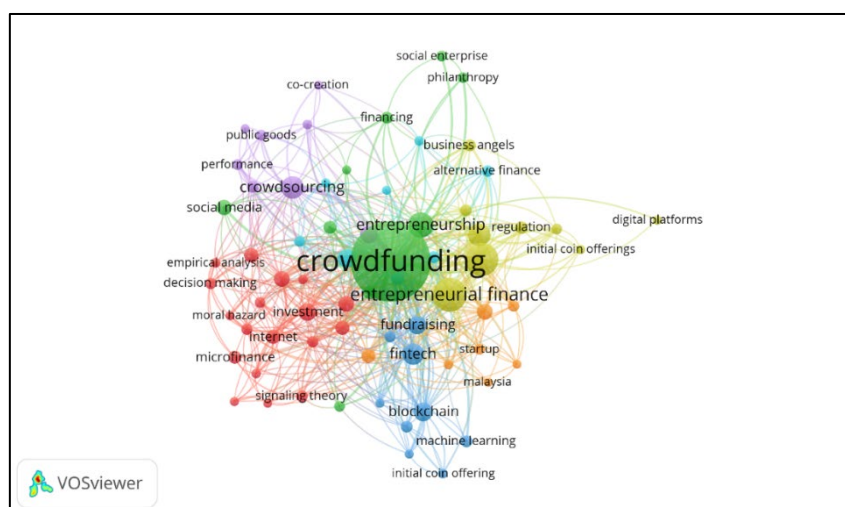 social enterprise
co-creation
philanthropy
financing
public goods
business angels
performance
alternative finance
crowdsourcing
social media
entrepreneurship
regulation
digital platforms
initial coin offerings
crowdfunding
empirical analysis
decision making
entrepreneurial finance
moral hazard
investment
fundraising
internet
fintech
startup
microfinance
malaysia
signaling theory
blockchain
machine learning
initial coin offering
VOSviewer